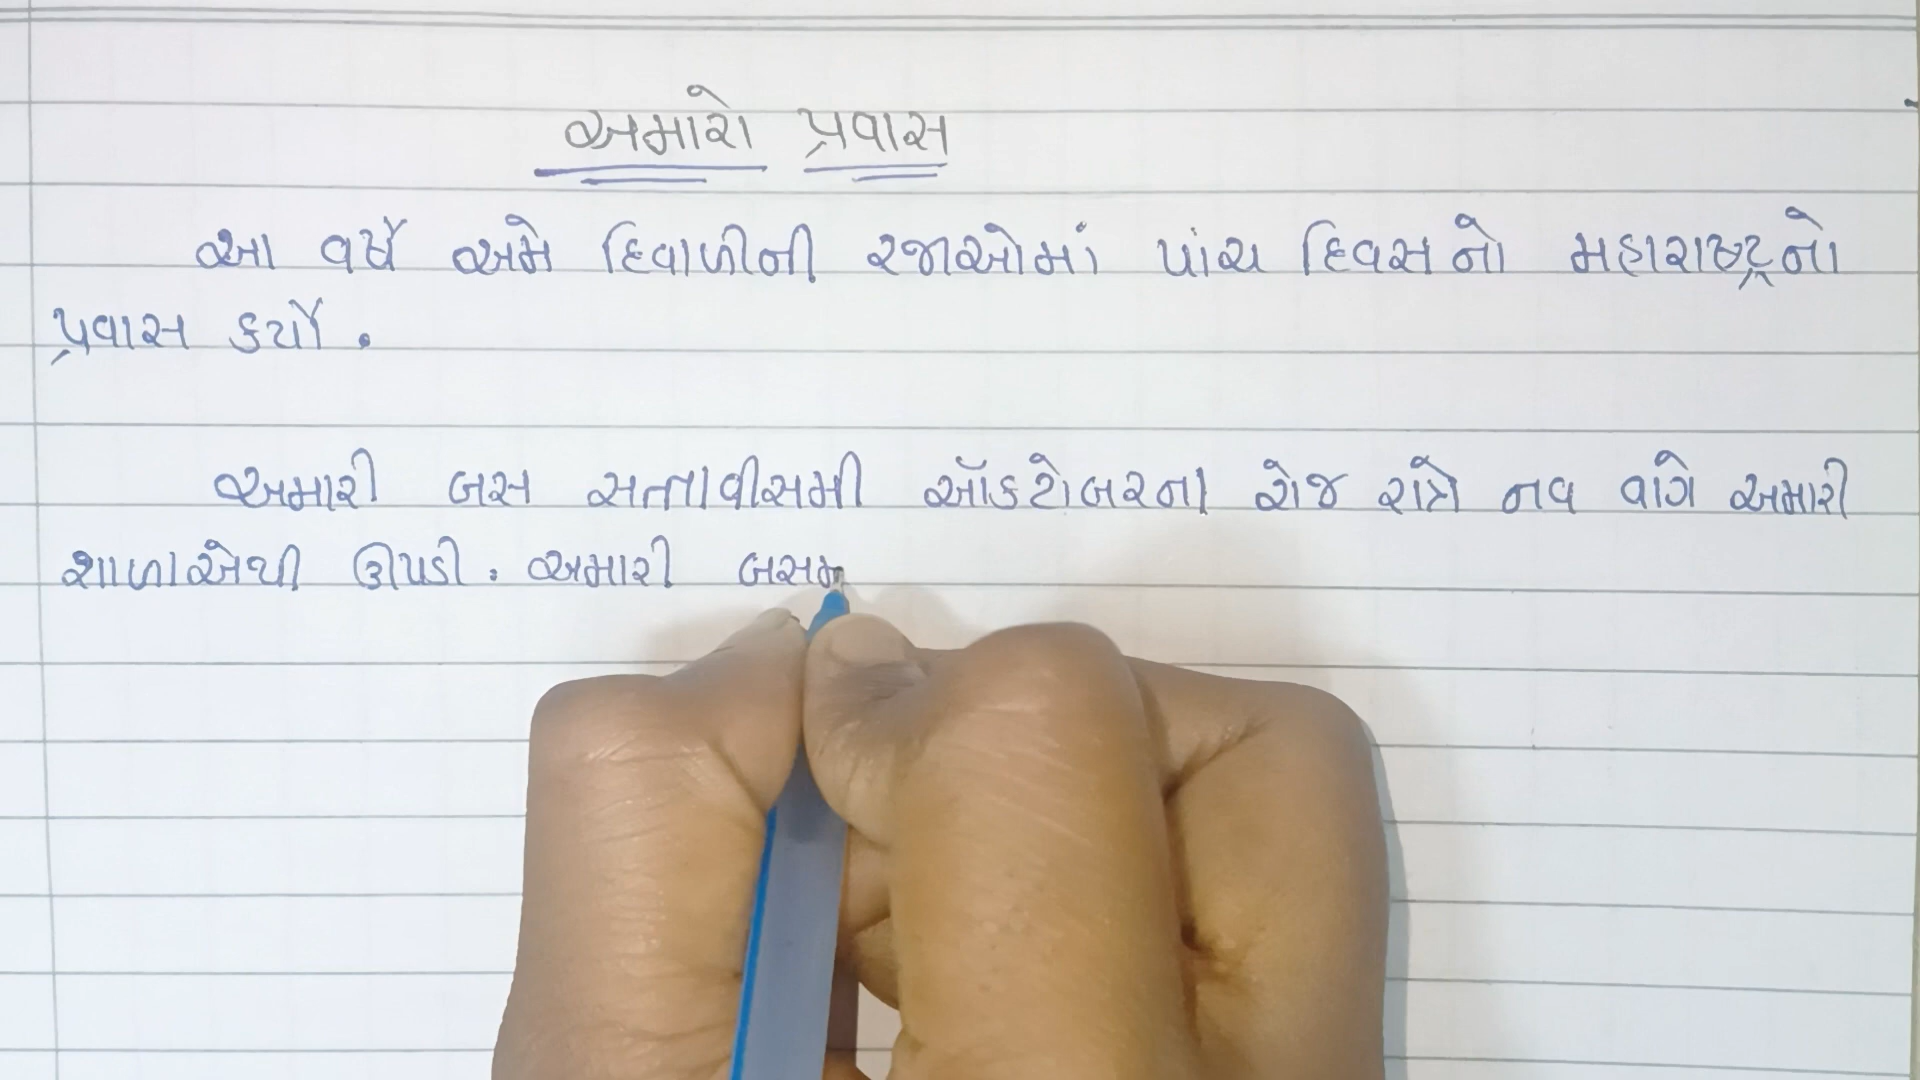 અમારો પ્રવાસ
આ વર્ષે અમે દિવાળીની રજાઓમાં પાંચ દિવસનો મહારાષ્ટ્રનો
પ્રવાસ કર્યો.
અમારી બસ સત્તાવીસમી ઑક્ટોબરના રોજ રાત્રે નવ વાગે અમારી
શાળાએથી ઊપડી. અમારી બસમ